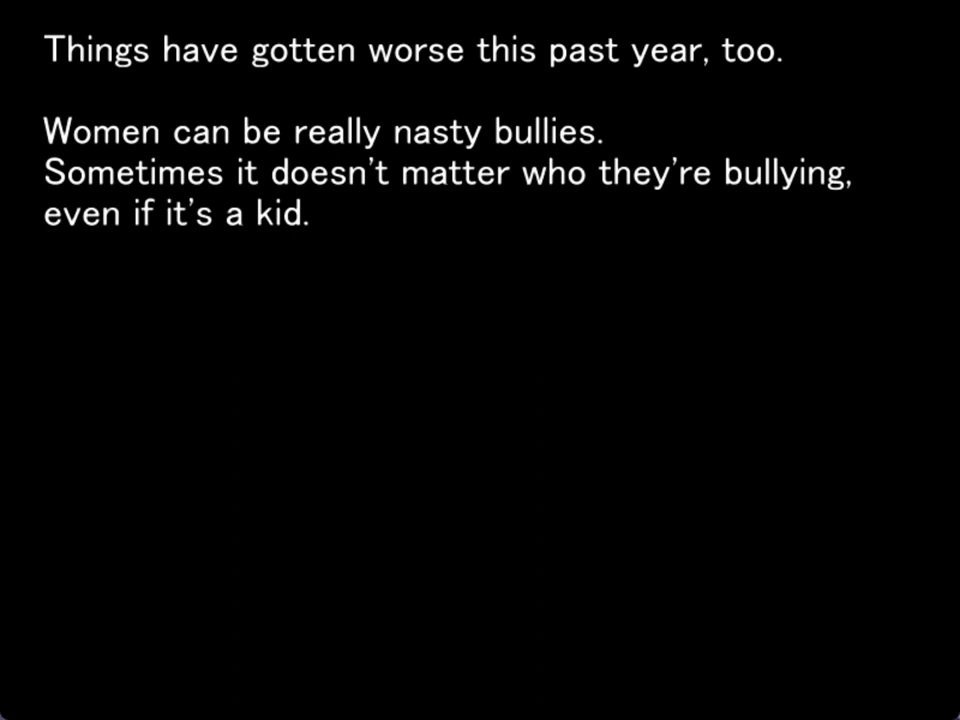 Things have gotten worse this past year, too.
Women can be really nasty bullies.
Sometimes it doesn't matter who they're bullying,
even if it's a kid.